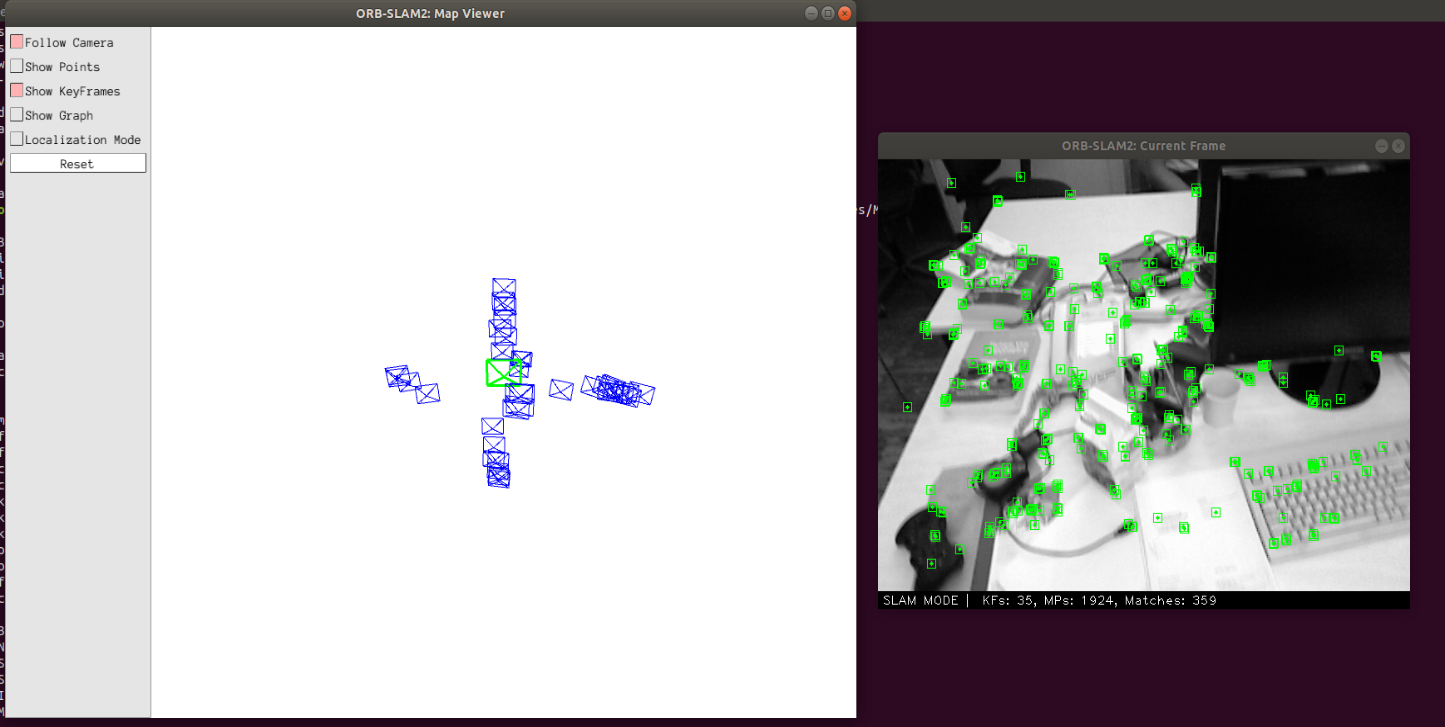 ORB-SLAM2: Map Viewer
Follow Camera
Show Points
Show KeyFrames
Show Graph
Localization Mode
Reset
es/M
ORB-SLAM2: Current Frame
SLAM MODE | KFs: 35, MPs: 1924, Matches: 359